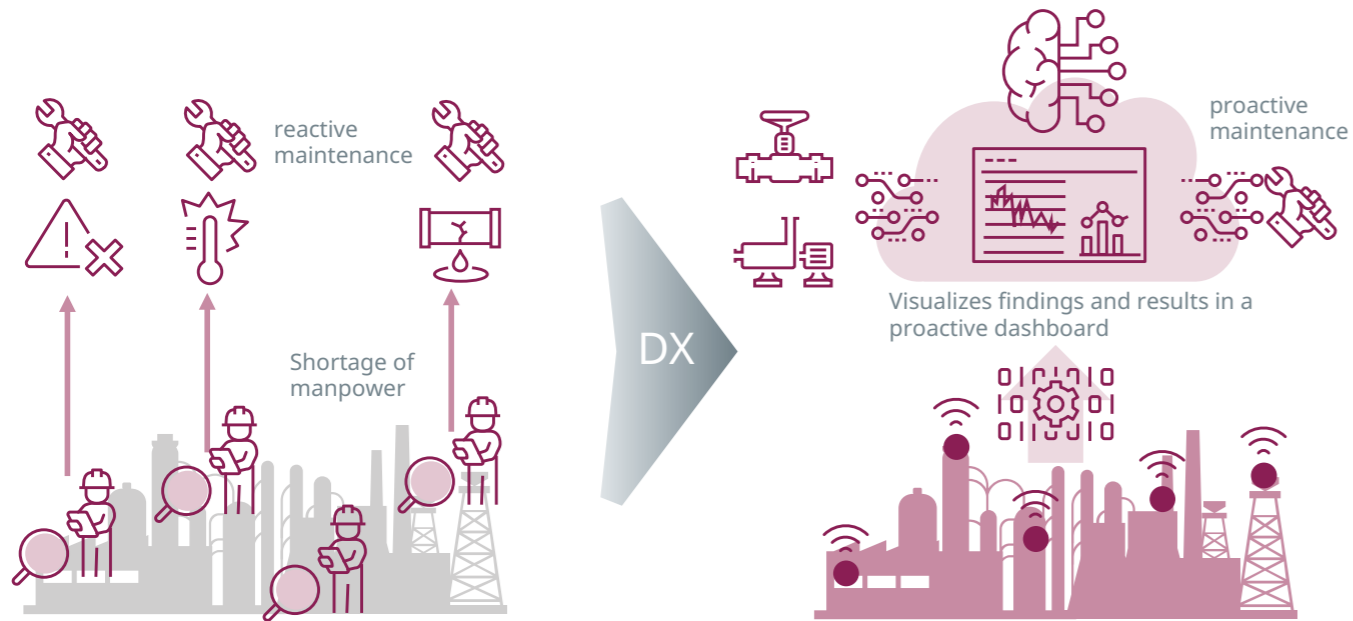 reactive
maintenance
Shortage of
manpower
DX
proactive
maintenance
Visualizes findings and results in a
proactive dashboard